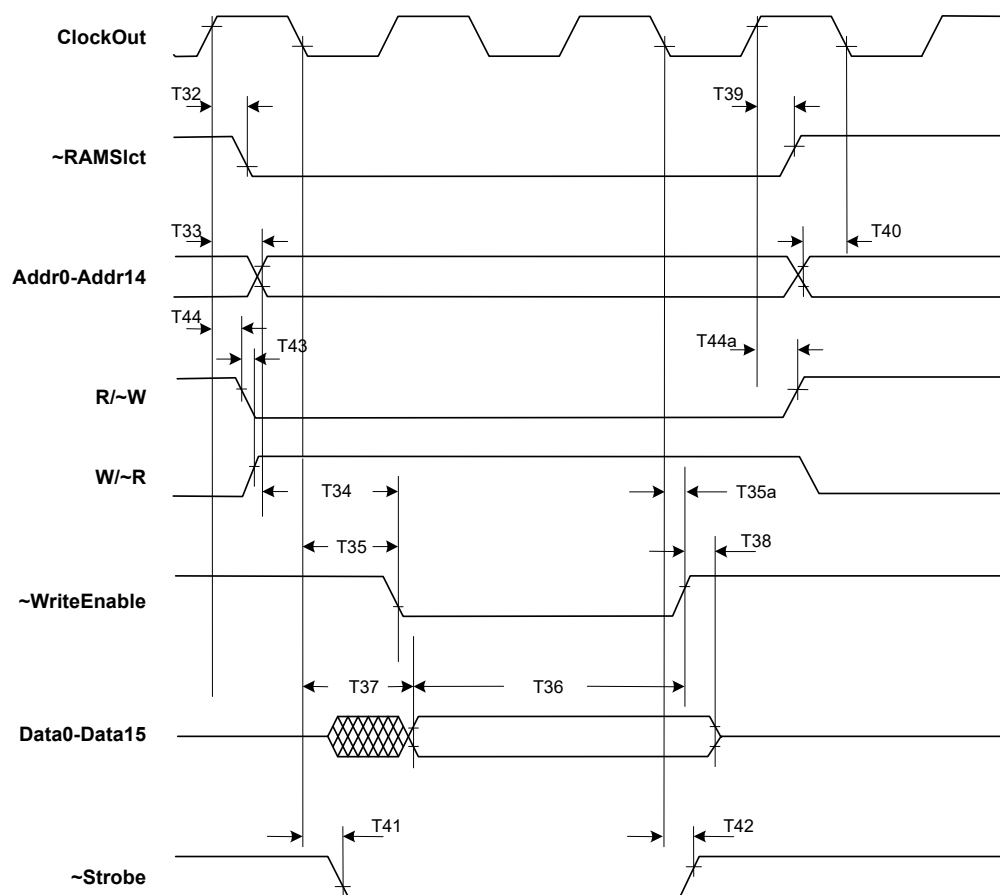 ClockOut
T32
T39
~RAMSlct
T33
T40
Addr0-Addr14
T44
T43
T44a
R/~W
W/~R
T34
T35a
T35
T38
~WriteEnable
T37
T36
Data0-Data15
T41
T42
~Strobe